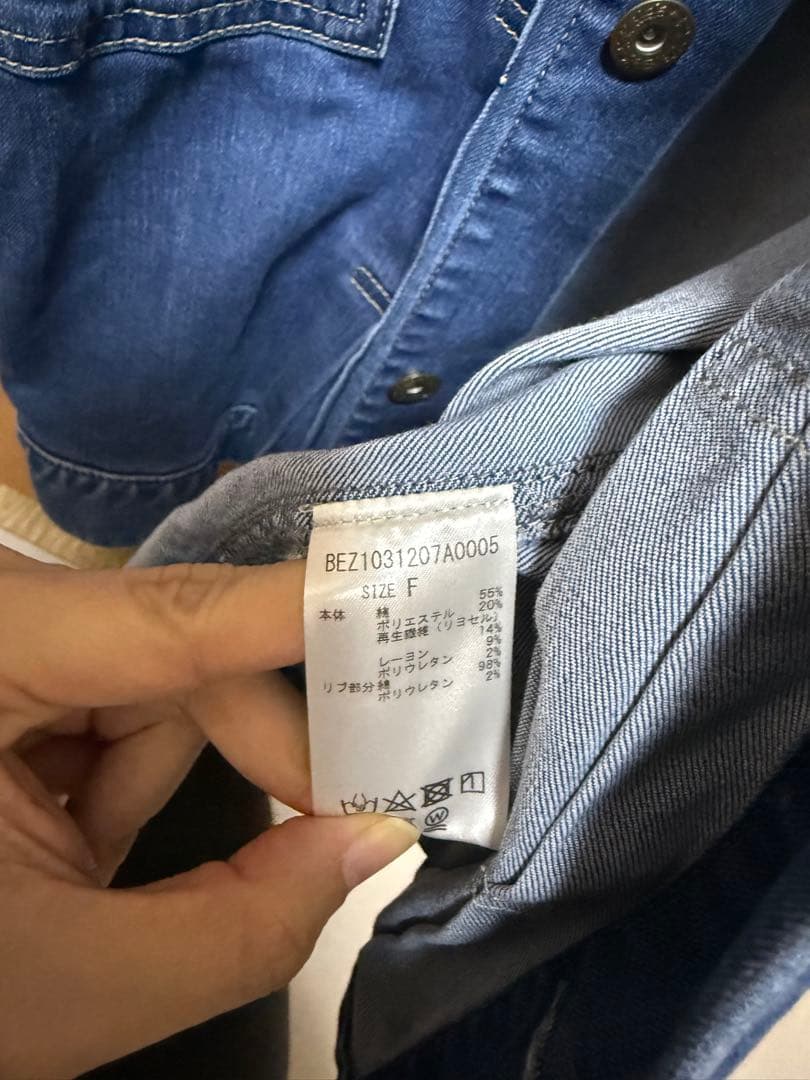 BEZ1031207A0005
SIZE F
本体 綿 55%
ポリエステル 20%
再生繊維(リヨセル) 14%
レーヨン 9%
ポリウレタン 2%
リブ部分 綿 98%
ポリウレタン 2%
W